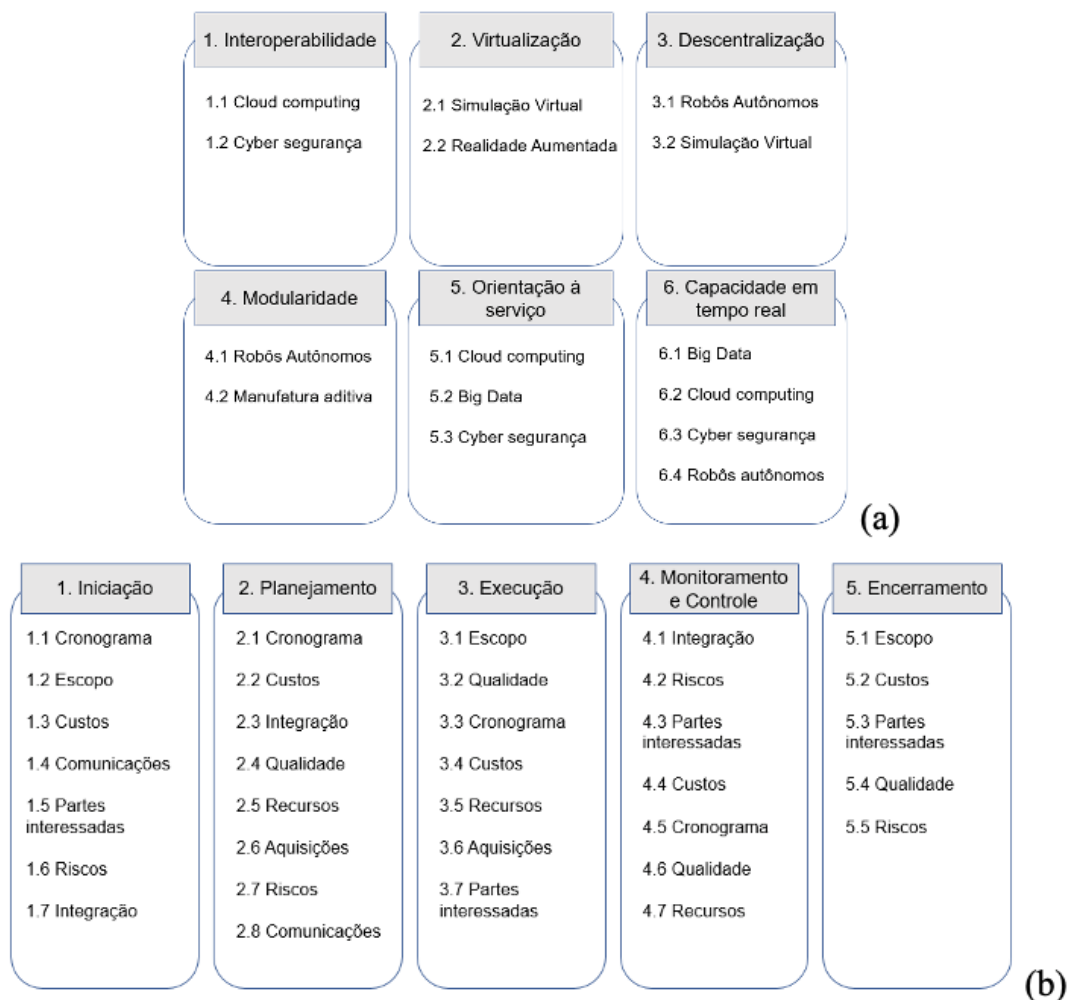 1. Interoperabilidade
1.1 Cloud computing
1.2 Cyber segurança
2. Virtualização
2.1 Simulação Virtual
2.2 Realidade Aumentada
3. Descentralização
3.1 Robôs Autônomos
3.2 Simulação Virtual
4. Modularidade
4.1 Robôs Autônomos
4.2 Manufatura aditiva
5. Orientação à
serviço
5.1 Cloud computing
5.2 Big Data
5.3 Cyber segurança
6. Capacidade em
tempo real
6.1 Big Data
6.2 Cloud computing
6.3 Cyber segurança
6.4 Robôs autônomos
(a)
1. Iniciação
1.1 Cronograma
1.2 Escopo
1.3 Custos
1.4 Comunicações
1.5 Partes
interessadas
1.6 Riscos
1.7 Integração
2. Planejamento
2.1 Cronograma
2.2 Custos
2.3 Integração
2.4 Qualidade
2.5 Recursos
2.6 Aquisições
2.7 Riscos
2.8 Comunicações
3. Execução
3.1 Escopo
3.2 Qualidade
3.3 Cronograma
3.4 Custos
3.5 Recursos
3.6 Aquisições
3.7 Partes
interessadas
4. Monitoramento
e Controle
4.1 Integração
4.2 Riscos
4.3 Partes
interessadas
4.4 Custos
4.5 Cronograma
4.6 Qualidade
4.7 Recursos
5. Encerramento
5.1 Escopo
5.2 Custos
5.3 Partes
interessadas
5.4 Qualidade
5.5 Riscos
(b)